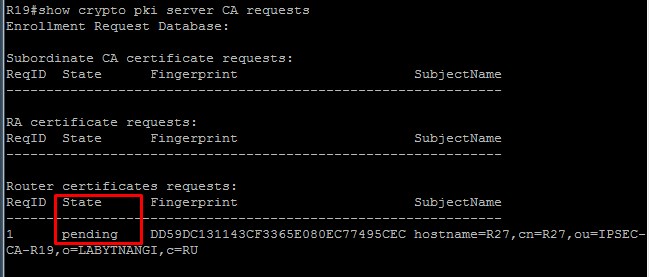 R19#show crypto pki server CA requests
Enrollment Request Database:
Subordinate CA certificate requests:
ReqID  State      Fingerprint                      SubjectName
--------------------------------------------------------------
RA certificate requests:
ReqID  State      Fingerprint                      SubjectName
--------------------------------------------------------------
Router certificates requests:
ReqID  State      Fingerprint                      SubjectName
--------------------------------------------------------------
1      pending    DD59DC131143CF3365E080EC77495CEC hostname=R27,cn=R27,ou=IPSEC-
CA-R19,o=LABYTNANGI,c=RU